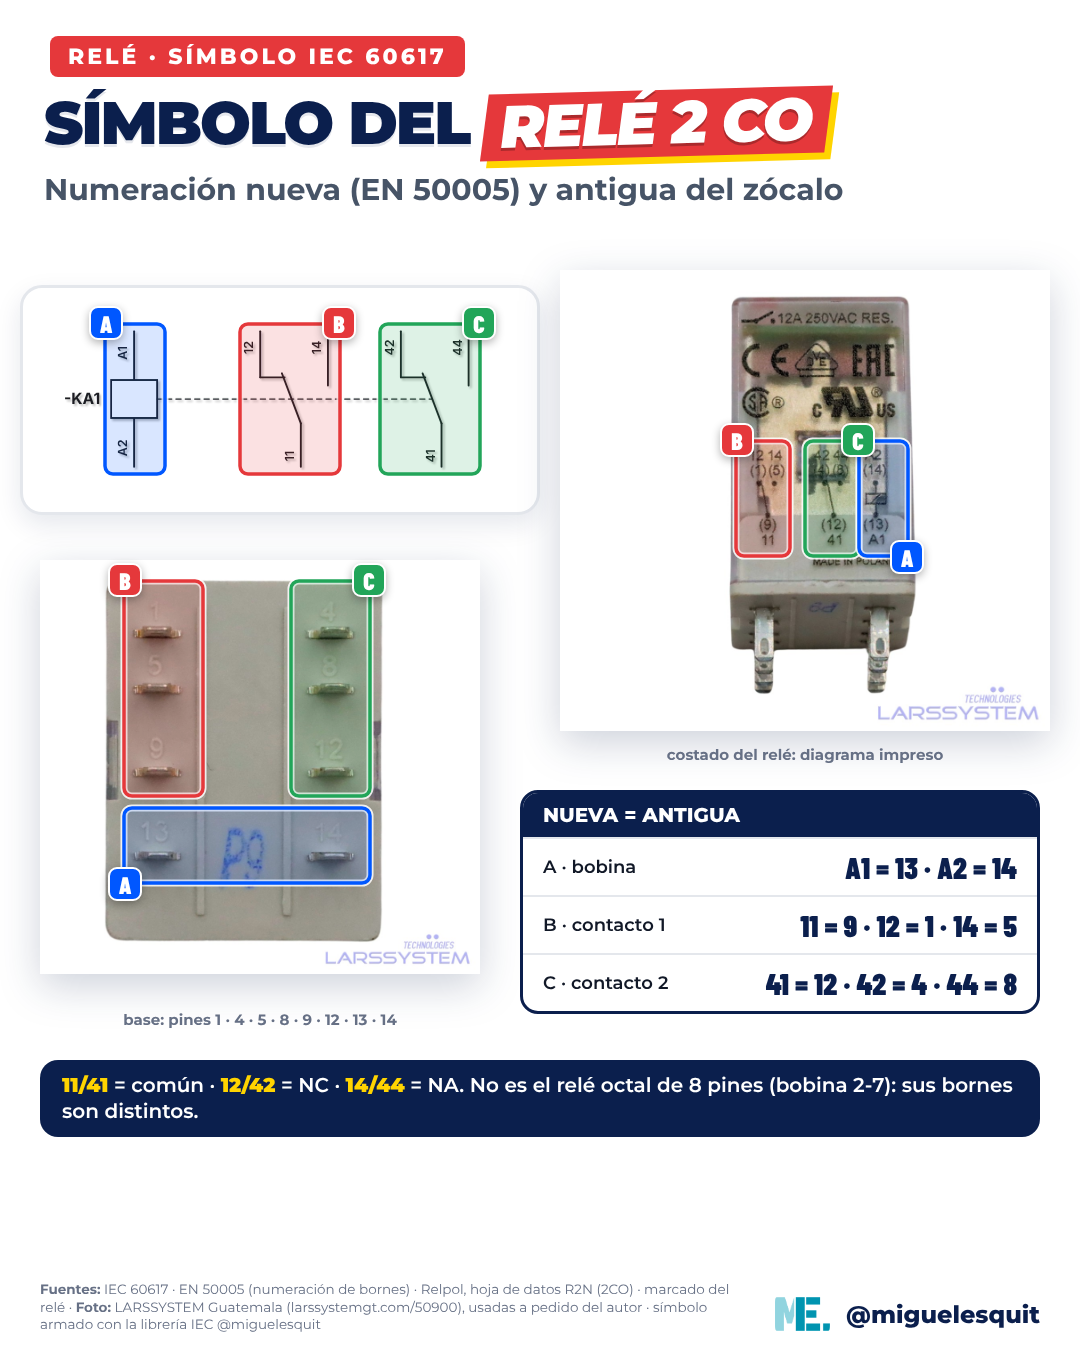 RELÉ · SÍMBOLO IEC 60617
SÍMBOLO DEL RELÉ 2 CO
Numeración nueva (EN 50005) y antigua del zócalo
A
B
C
A1
12
14
42
44
-KA1
A2
11
41
12A 250VAC RES.
CE
VE
EAC
SA ®
c RU ® US
B
C
12 14
42
(1) (5)
(8)
(14)
(9)
(12)
(13)
11
41
A1
A
MADE IN POLAN
TECHNOLOGIES
LARSSYSTEM
costado del relé: diagrama impreso
B
C
1
4
5
8
9
12
13
14
P9
A
TECHNOLOGIES
LARSSYSTEM
base: pines 1 · 4 · 5 · 8 · 9 · 12 · 13 · 14
NUEVA = ANTIGUA
A · bobina A1 = 13 · A2 = 14
B · contacto 1 11 = 9 · 12 = 1 · 14 = 5
C · contacto 2 41 = 12 · 42 = 4 · 44 = 8
11/41 = común · 12/42 = NC · 14/44 = NA. No es el relé octal de 8 pines (bobina 2-7): sus bornes
son distintos.
Fuentes: IEC 60617 · EN 50005 (numeración de bornes) · Relpol, hoja de datos R2N (2CO) · marcado del
relé · Foto: LARSSYSTEM Guatemala (larssystemgt.com/50900), usadas a pedido del autor · símbolo
armado con la librería IEC @miguelesquit
ME.
@miguelesquit